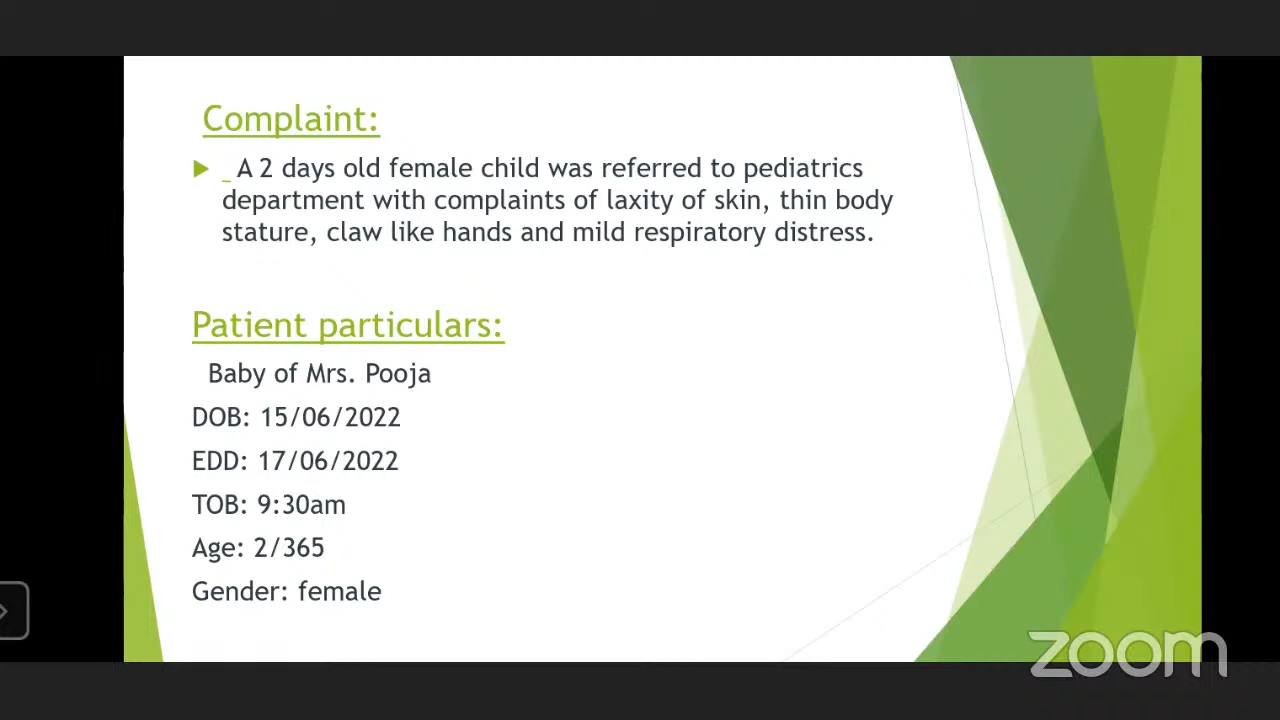 Complaint:
_ A 2 days old female child was referred to pediatrics
department with complaints of laxity of skin, thin body
stature, claw like hands and mild respiratory distress.
Patient particulars:
Baby of Mrs. Pooja
DOB: 15/06/2022
EDD: 17/06/2022
TOB: 9:30am
Age: 2/365
Gender: female
zoom